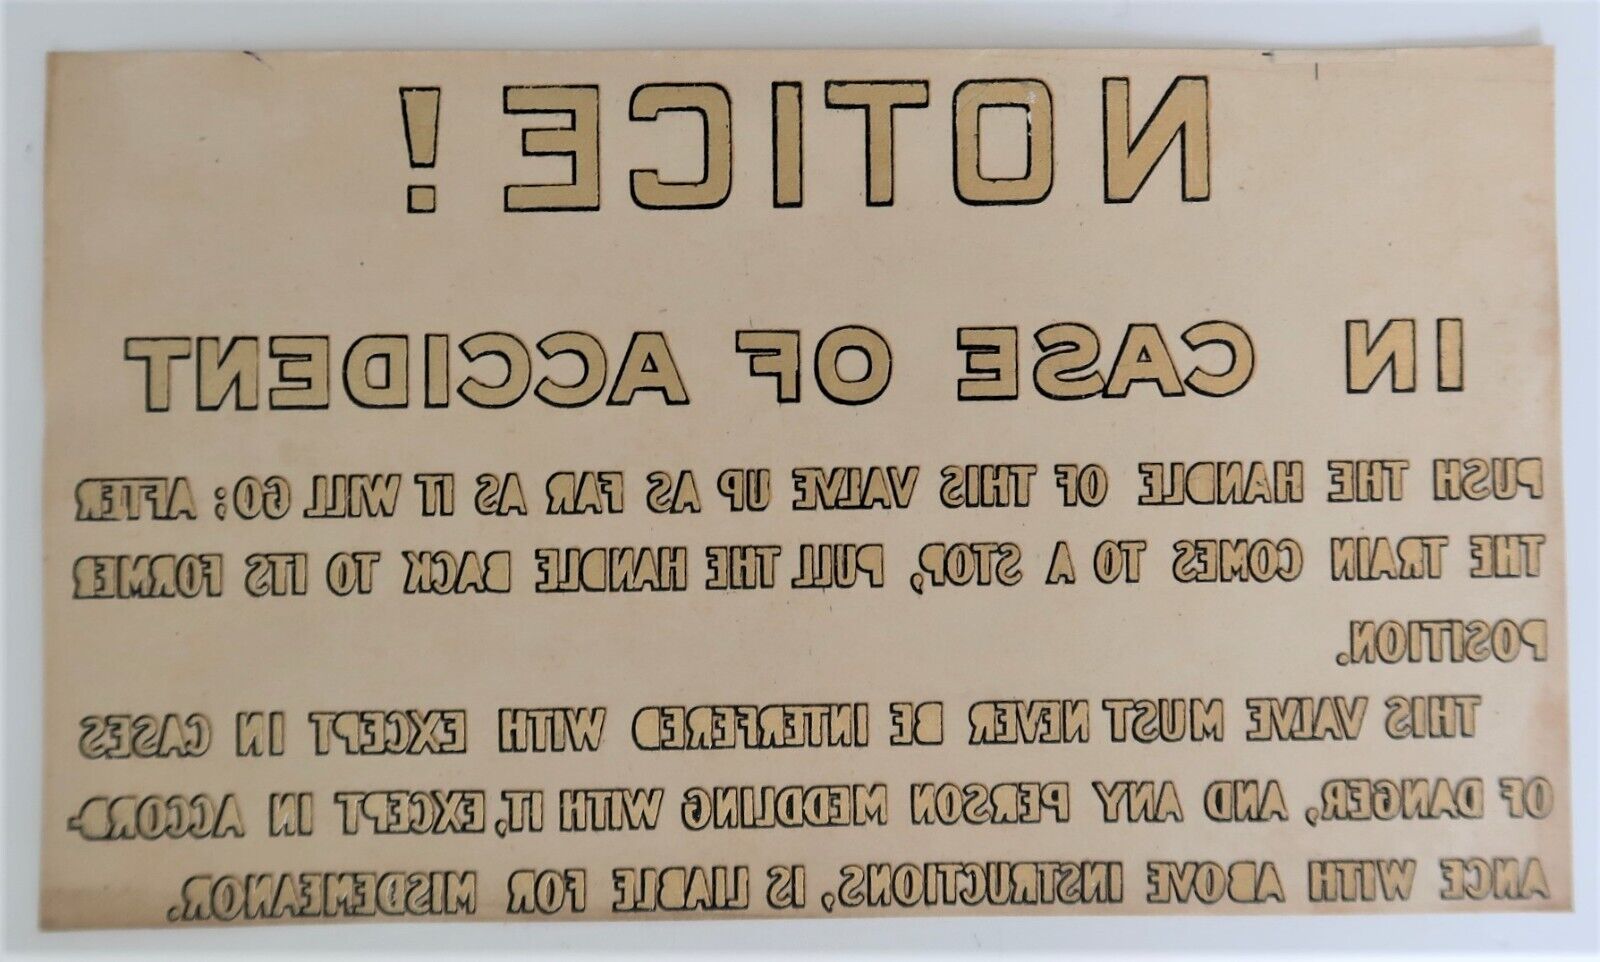 NOTICE!
IN CASE OF ACCIDENT
PUSH THE HANDLE OF THIS VALVE UP AS FAR AS IT WILL GO; AFTER
THE TRAIN COMES TO A STOP, PULL THE HANDLE BACK TO ITS FORMER
POSITION.
THIS VALVE MUST NEVER BE INTERFERED WITH EXCEPT IN CASES
OF DANGER, AND ANY PERSON MEDDLING WITH IT, EXCEPT IN ACCORD-
ANCE WITH ABOVE INSTRUCTIONS, IS LIABLE FOR MISDEMEANOR.